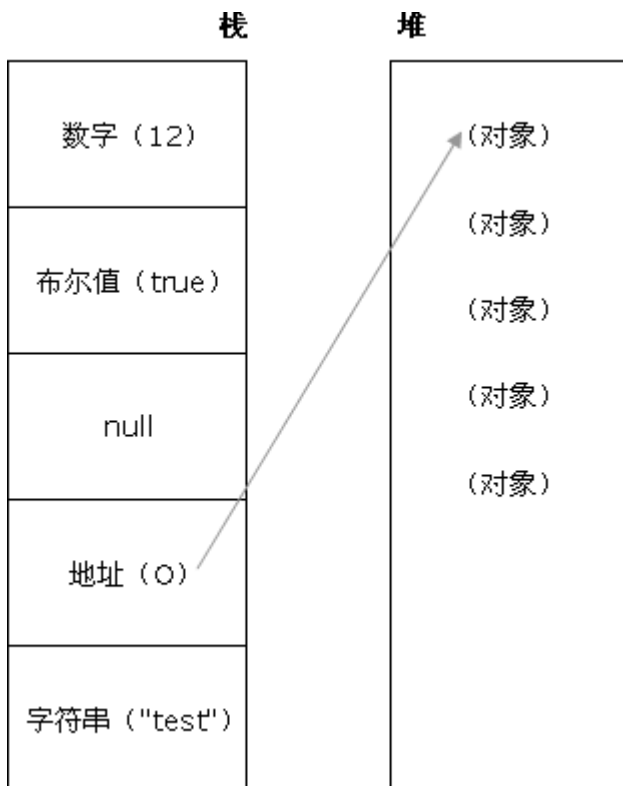 栈
堆
数字（12）
布尔值（true）
null
地址（O）
字符串（"test"）
(对象)
(对象)
(对象)
(对象)
(对象)